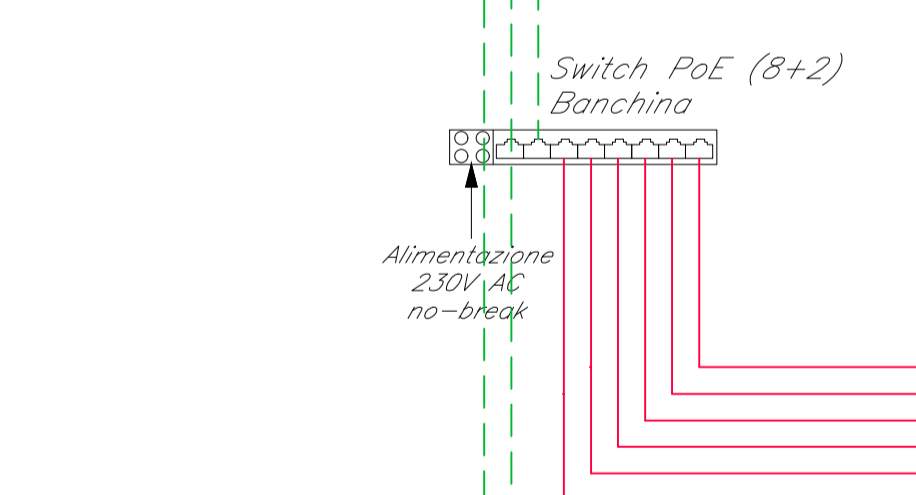 Switch PoE (8+2)
Banchina
Alimentazione
230V AC
no-break